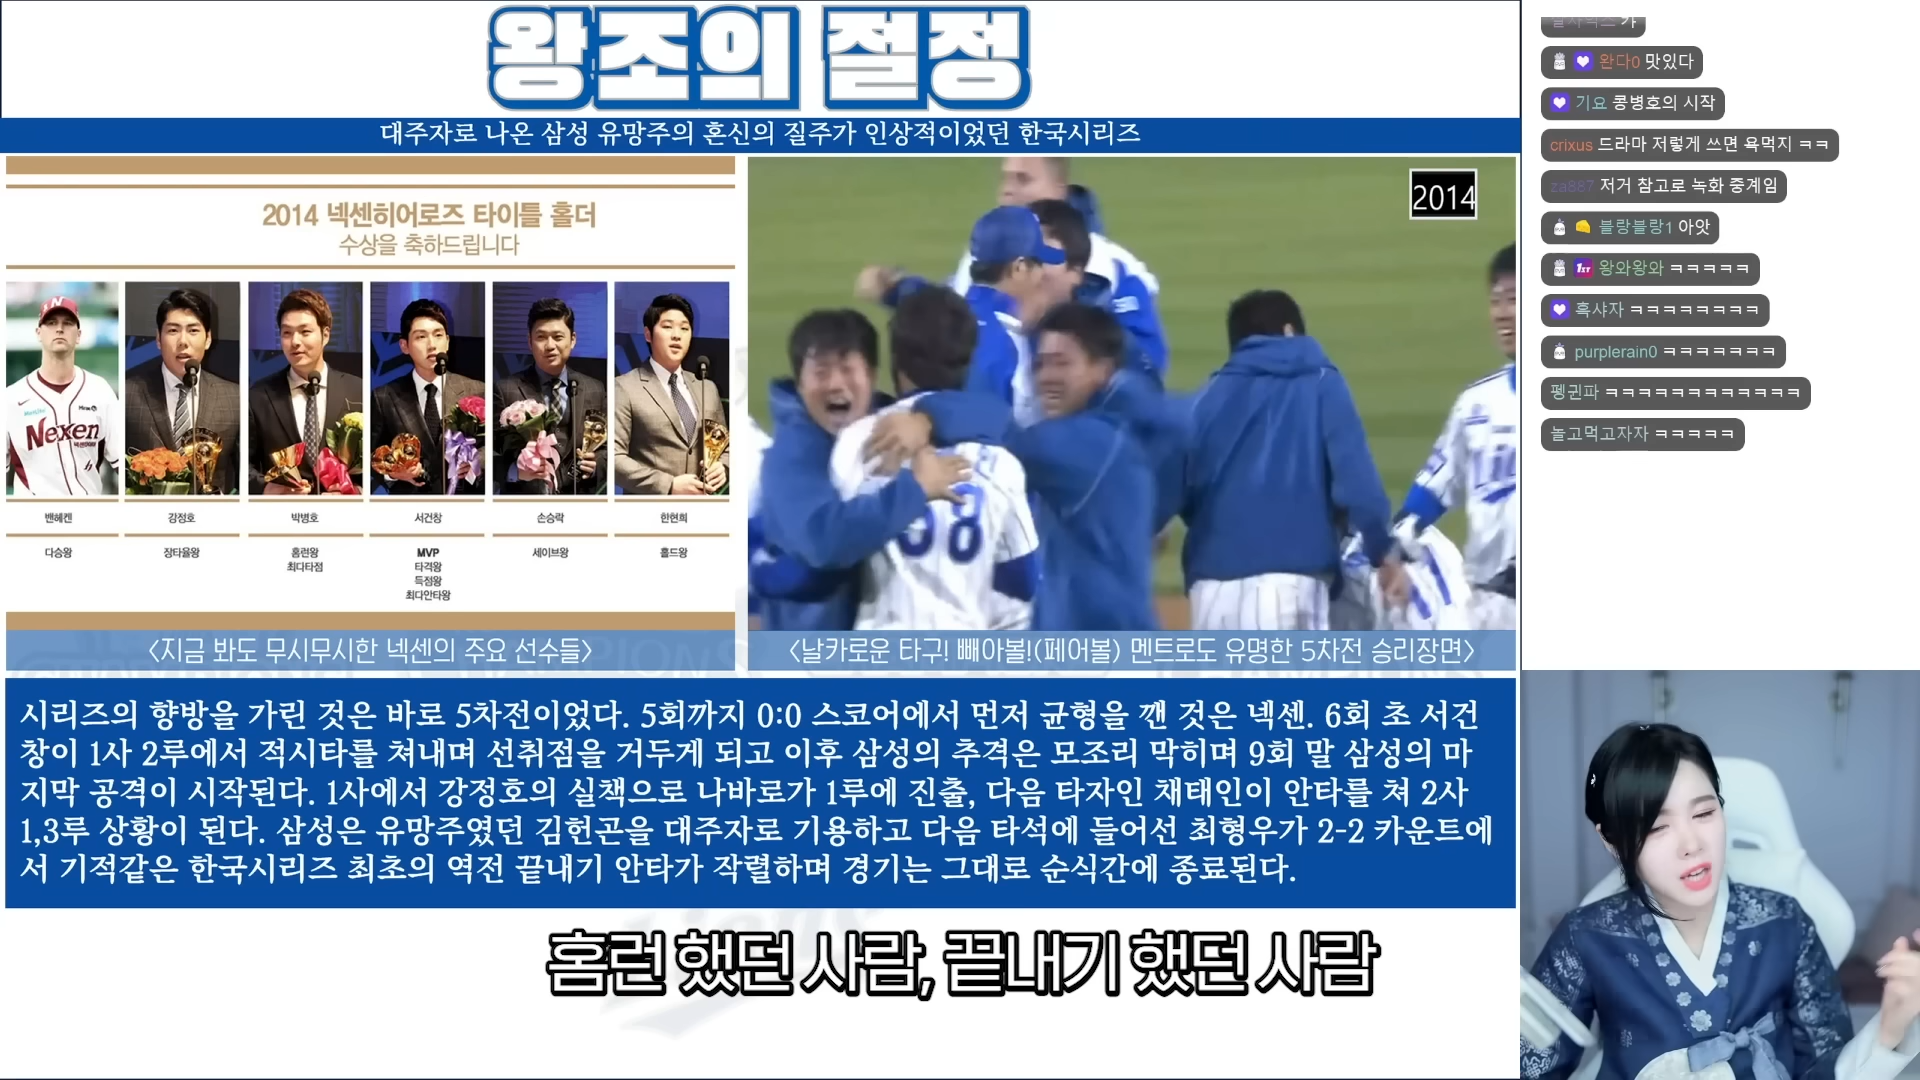 왕조의 절정
대주자로 나온 삼성 유망주의 혼신의 질주가 인상적이었던 한국시리즈
2014 넥센히어로즈 타이틀 홀더
수상을 축하드립니다
Nexen
밴헤켄 강정호 박병호 서건창 손승락 한현희
다승왕 장타율왕 홈런왕 MVP 세이브왕 홀드왕
최다타점 타격왕
득점왕
최다안타왕
<지금 봐도 무시무시한 넥센의 주요 선수들>
2014
<날카로운 타구! 빼아볼!(페어볼) 멘트로도 유명한 5차전 승리장면>
시리즈의 향방을 가린 것은 바로 5차전이었다. 5회까지 0:0 스코어에서 먼저 균형을 깬 것은 넥센. 6회 초 서건
창이 1사 2루에서 적시타를 쳐내며 선취점을 거두게 되고 이후 삼성의 추격은 모조리 막히며 9회 말 삼성의 마
지막 공격이 시작된다. 1사에서 강정호의 실책으로 나바로가 1루에 진출, 다음 타자인 채태인이 안타를 쳐 2사
1,3루 상황이 된다. 삼성은 유망주였던 김헌곤을 대주자로 기용하고 다음 타석에 들어선 최형우가 2-2 카운트에
서 기적같은 한국시리즈 최초의 역전 끝내기 안타가 작렬하며 경기는 그대로 순식간에 종료된다.
홈런 했던 사람, 끝내기 했던 사람
완다0 맛있다
기요 콩병호의 시작
crixus 드라마 저렇게 쓰면 욕먹지 ㅋㅋ
za887 저거 참고로 녹화 중계임
블랑블랑1 아앗
왕와왕와 ㅋㅋㅋㅋㅋ
흑샤자 ㅋㅋㅋㅋㅋㅋㅋㅋ
purplerain0 ㅋㅋㅋㅋㅋㅋㅋ
펭귄파 ㅋㅋㅋㅋㅋㅋㅋㅋㅋㅋㅋㅋ
놀고먹고자자 ㅋㅋㅋㅋㅋ